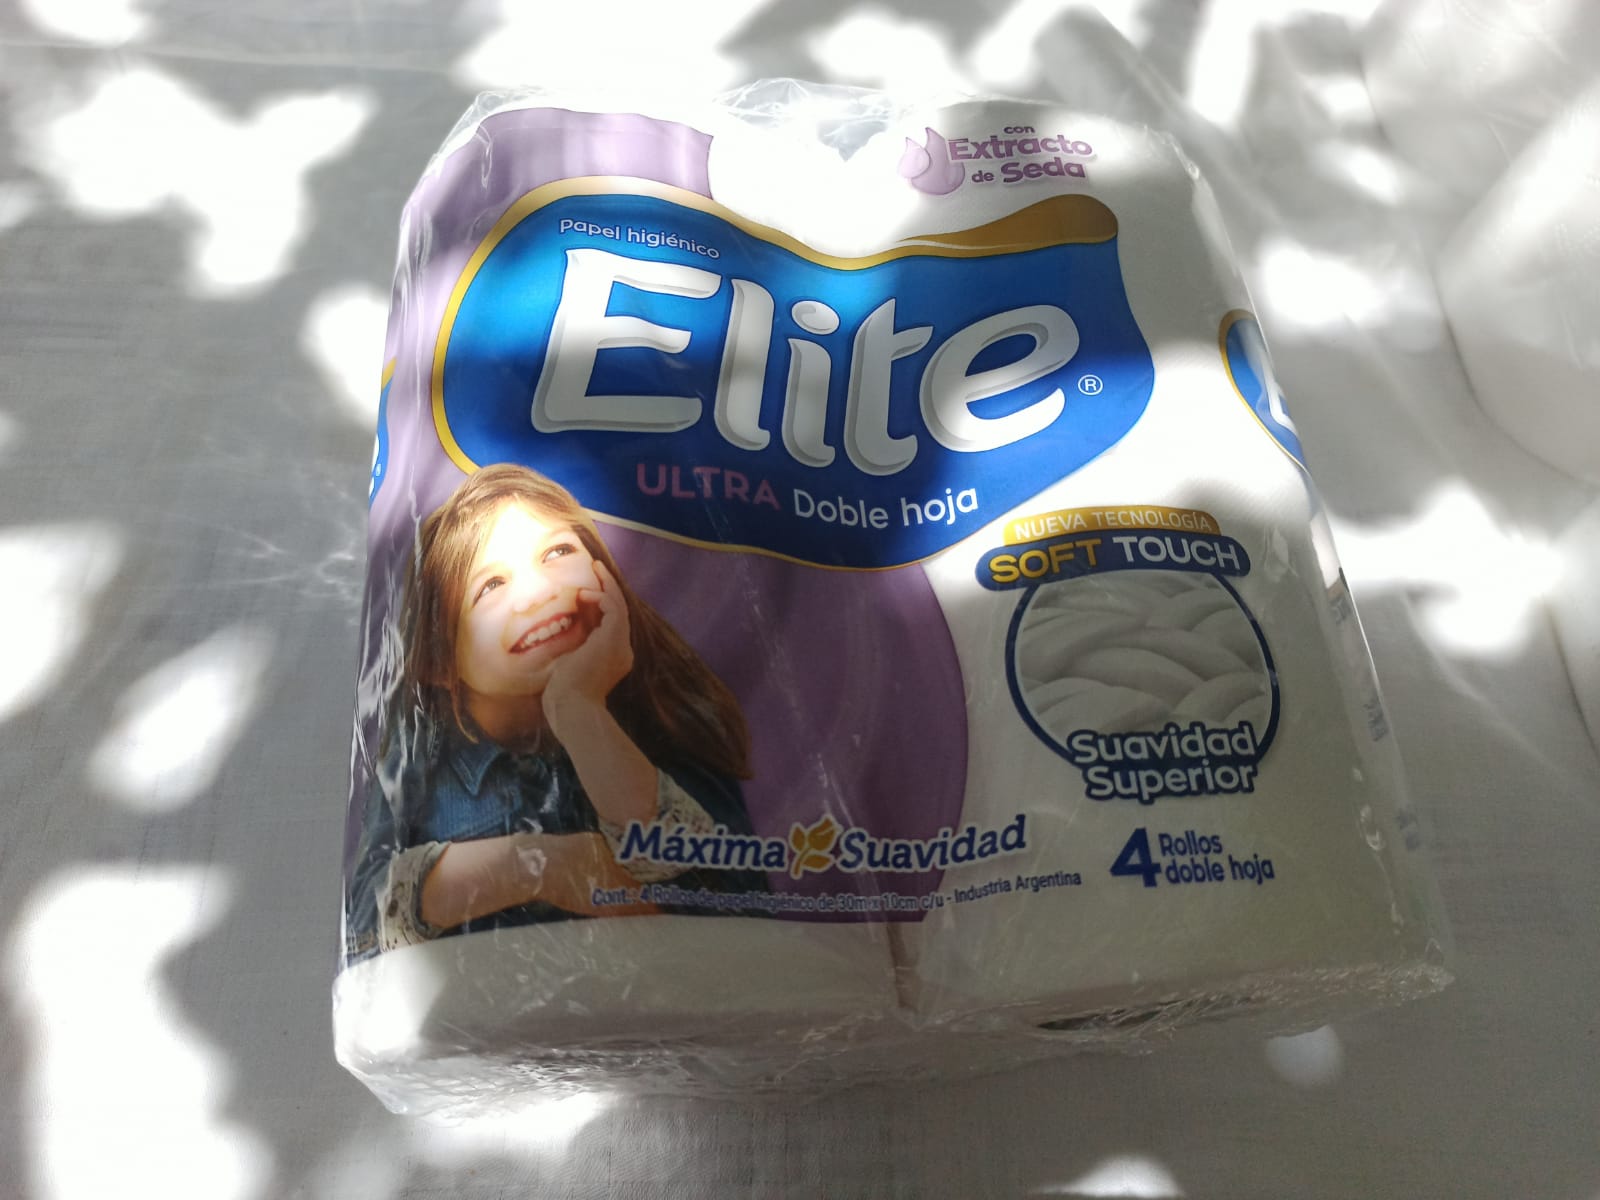 con
Extracto
de Seda
Papel higiénico
Elite®
ULTRA Doble hoja
NUEVA TECNOLOGÍA
SOFT TOUCH
Suavidad
Superior
Máxima Suavidad
4 Rollos
doble hoja
Cont.: 4 Rollos de papel higiénico de 30m x 10cm c/u - Industria Argentina